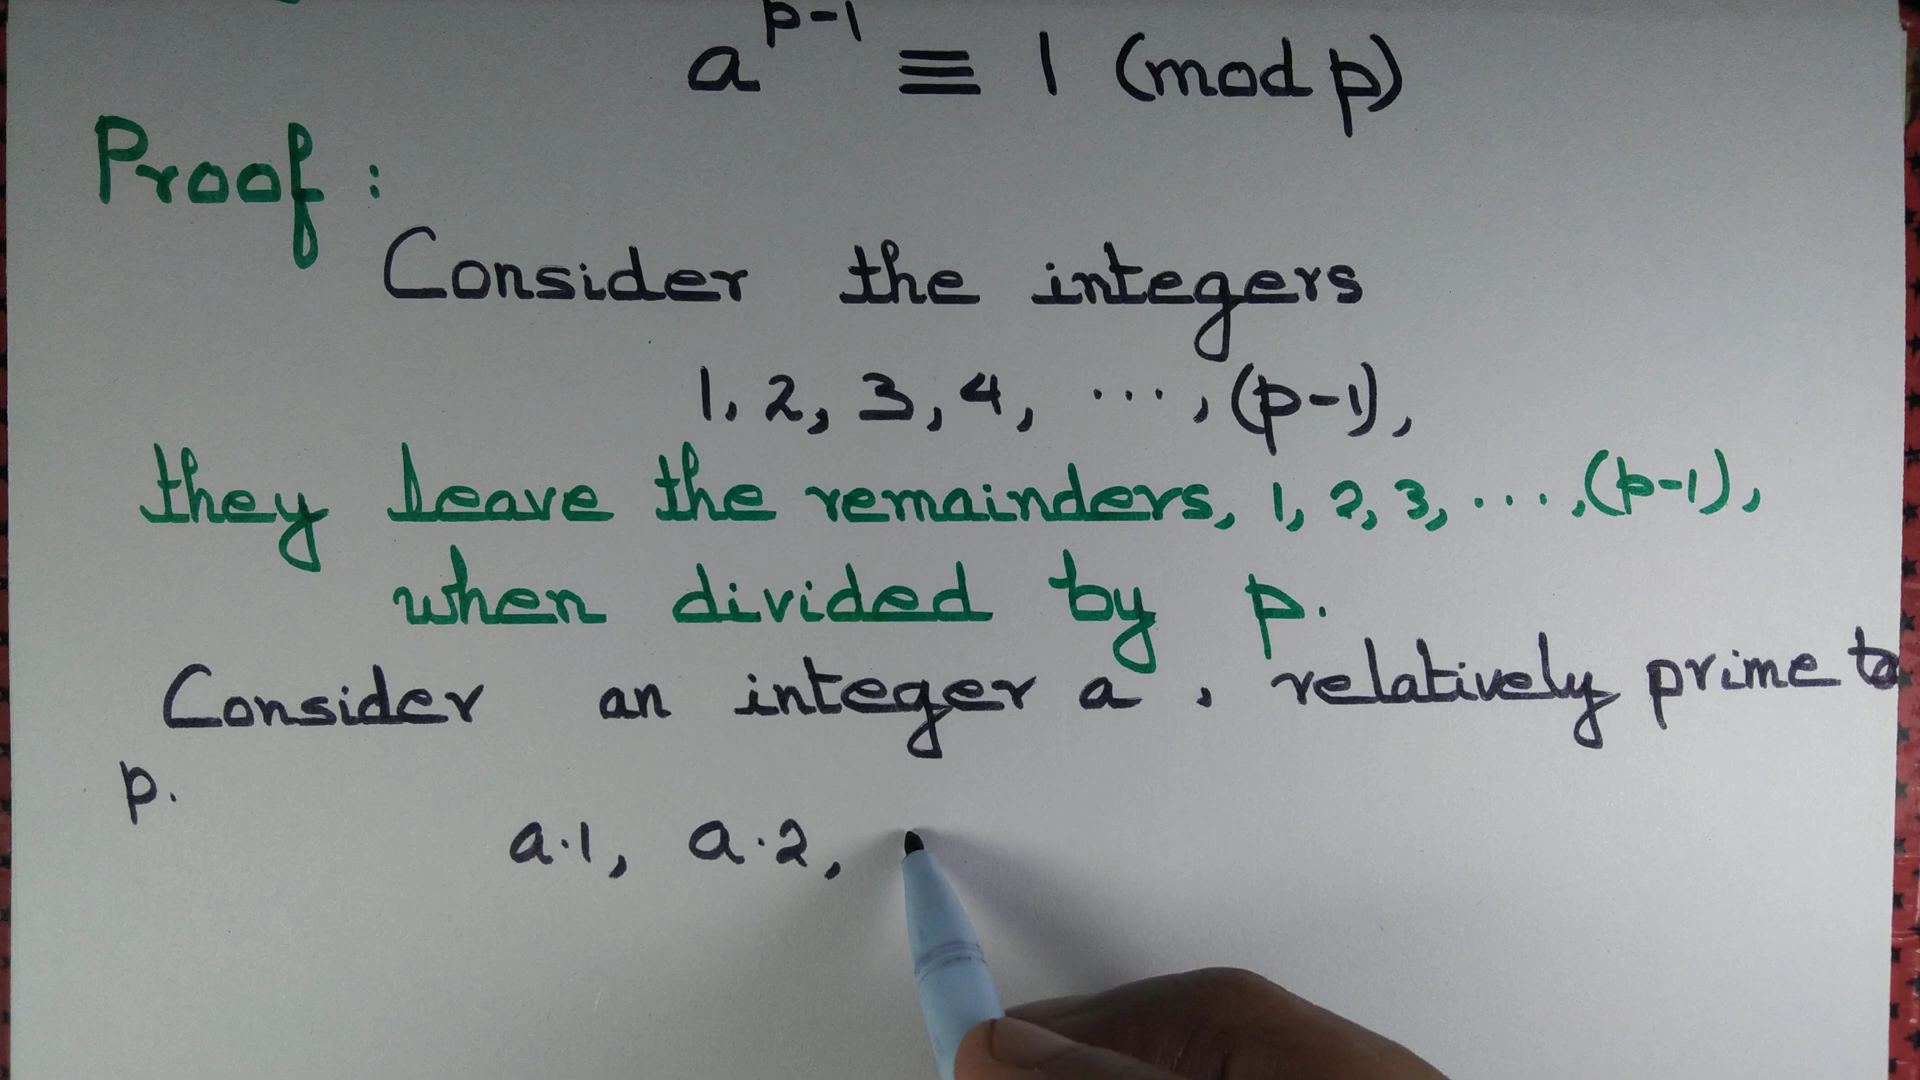 a^{p-1} ≡ 1 (mod p)
Proof :
Consider the integers
1, 2, 3, 4, ..., (p-1),
they leave the remainders, 1, 2, 3, ..., (p-1),
when divided by p.
Consider an integer a, relatively prime to
p.
a.1, a.2,